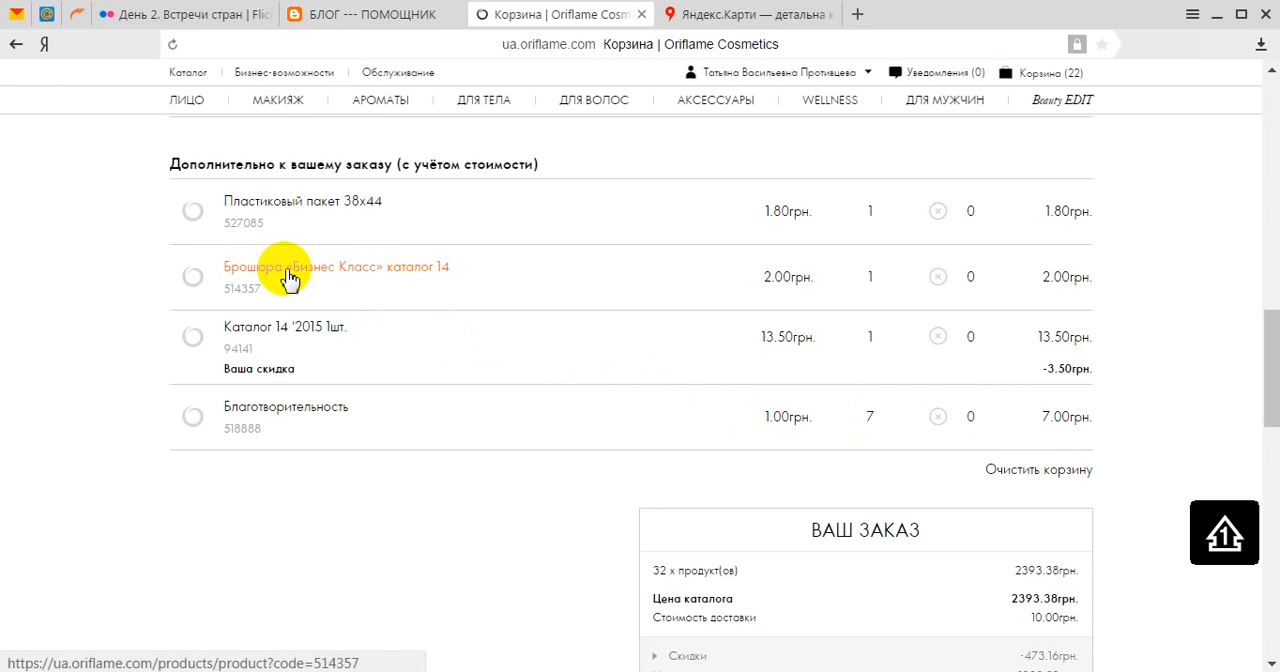 День 2. Встречи стран | Flic
БЛОГ --- ПОМОЩНИК
Корзина | Oriflame Cosm
Яндекс.Карти — детальна к
Я
ua.oriflame.com Корзина | Oriflame Cosmetics
Каталог
Бизнес-возможности
Обслуживание
Татьяна Васильевна Противцева
Уведомления (0)
Корзина (22)
ЛИЦО
МАКИЯЖ
АРОМАТЫ
ДЛЯ ТЕЛА
ДЛЯ ВОЛОС
АКСЕССУАРЫ
WELLNESS
ДЛЯ МУЖЧИН
Beauty EDIT
Дополнительно к вашему заказу (с учётом стоимости)
Пластиковый пакет 38x44
527085
1.80грн. 1 0 1.80грн.
Брошюра «Бизнес Класс» каталог 14
514357
2.00грн. 1 0 2.00грн.
Каталог 14 '2015 1шт.
94141
13.50грн. 1 0 13.50грн.
Ваша скидка -3.50грн.
Благотворительность
518888
1.00грн. 7 0 7.00грн.
Очистить корзину
ВАШ ЗАКАЗ
32 x продукт(ов) 2393.38грн.
Цена каталога 2393.38грн.
Стоимость доставки 10.00грн.
Скидки -473.16грн.
1
https://ua.oriflame.com/products/product?code=514357